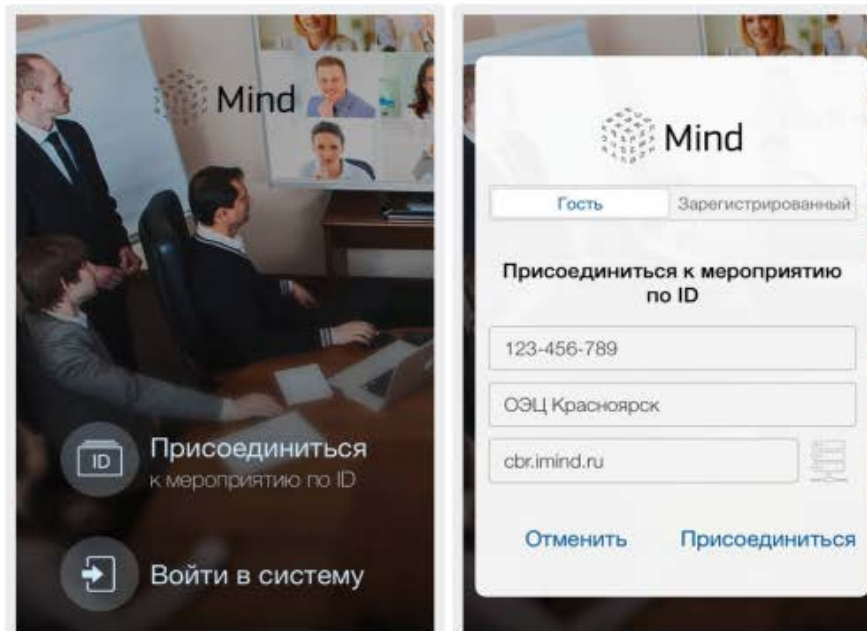 Mind
ID
Присоединиться
к мероприятию по ID
Войти в систему
Mind
Гость
Зарегистрированный
Присоединиться к мероприятию
по ID
123-456-789
ОЭЦ Красноярск
cbr.imind.ru
Отменить
Присоединиться